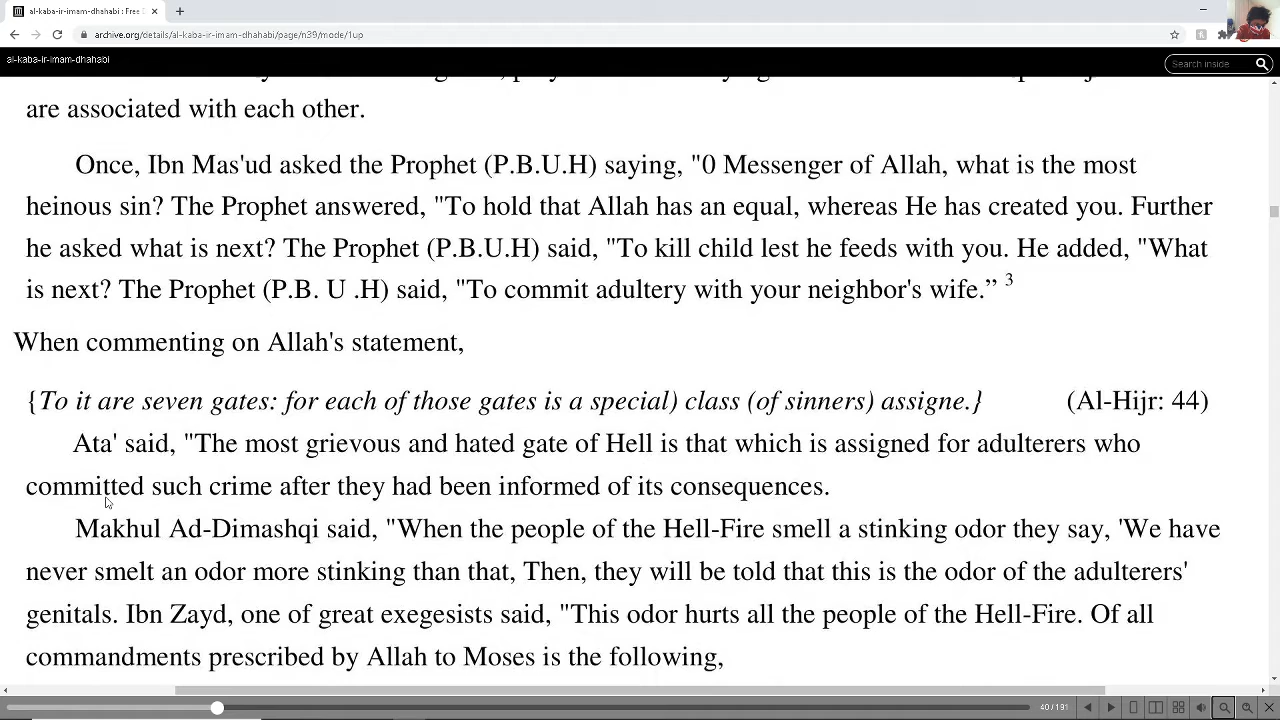 al-kaba-ir-imam-dhahabi : Free
archive.org/details/al-kaba-ir-imam-dhahabi/page/n39/mode/1up
al-kaba-ir-imam-dhahabi
Search inside
are associated with each other.
Once, Ibn Mas'ud asked the Prophet (P.B.U.H) saying, "0 Messenger of Allah, what is the most
heinous sin? The Prophet answered, "To hold that Allah has an equal, whereas He has created you. Further
he asked what is next? The Prophet (P.B.U.H) said, "To kill child lest he feeds with you. He added, "What
is next? The Prophet (P.B. U .H) said, "To commit adultery with your neighbor's wife.” 3
When commenting on Allah's statement,
{To it are seven gates: for each of those gates is a special) class (of sinners) assigne.} (Al-Hijr: 44)
Ata' said, "The most grievous and hated gate of Hell is that which is assigned for adulterers who
committed such crime after they had been informed of its consequences.
Makhul Ad-Dimashqi said, "When the people of the Hell-Fire smell a stinking odor they say, 'We have
never smelt an odor more stinking than that, Then, they will be told that this is the odor of the adulterers'
genitals. Ibn Zayd, one of great exegesists said, "This odor hurts all the people of the Hell-Fire. Of all
commandments prescribed by Allah to Moses is the following,
40 / 191